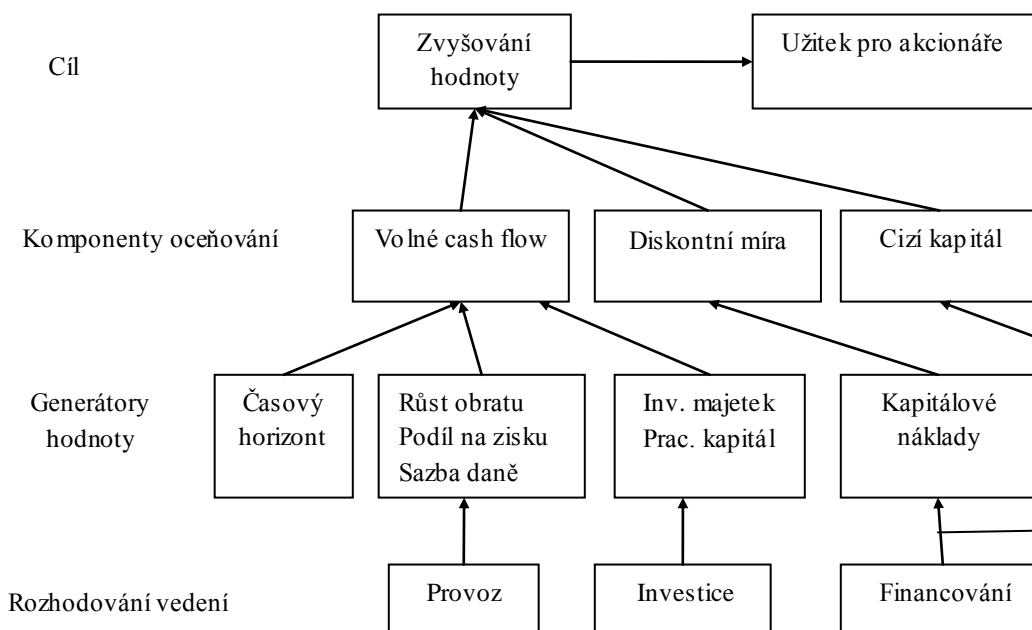 Cíl
Zvyšování
hodnoty
Užitek pro akcionáře
Komponenty oceňování
Volné cash flow
Diskontní míra
Cizí kapitál
Generátory
hodnoty
Časový
horizont
Růst obratu
Podíl na zisku
Sazba daně
Inv. majetek
Prac. kapitál
Kapitálové
náklady
Rozhodování vedení
Provoz
Investice
Financování